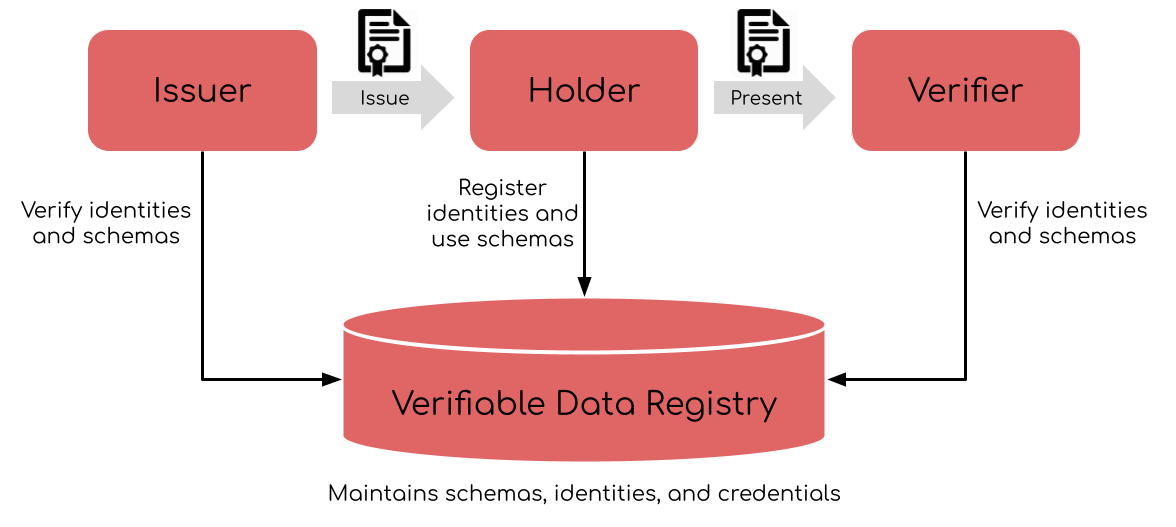 Issuer
Issue
Holder
Present
Verifier
Verify identities
and schemas
Register
identities and
use schemas
Verify identities
and schemas
Verifiable Data Registry
Maintains schemas, identities, and credentials